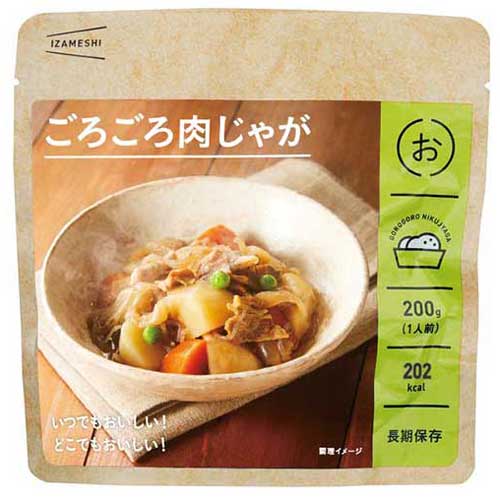 IZAMESHI
ごろごろ肉じゃが
お
GOROGORO NIKUJYAGA
200g
(1人前)
202
kcal
長期保存
いつでもおいしい!
どこでもおいしい!
調理イメージ